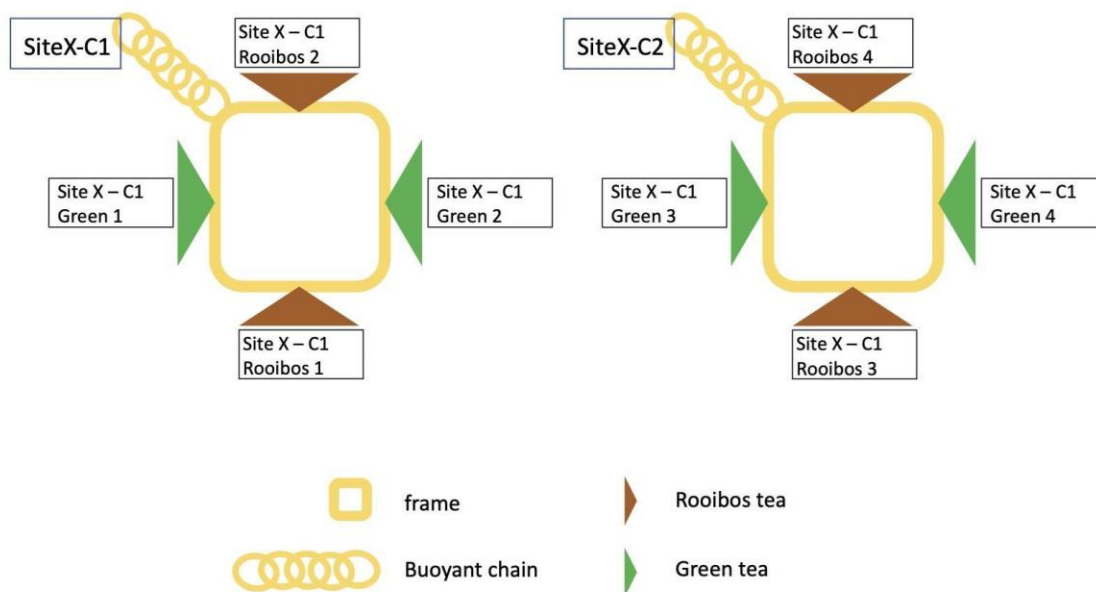 SiteX-C1
Site X – C1
Rooibos 2
Site X – C1
Green 1
Site X – C1
Green 2
Site X – C1
Rooibos 1
SiteX-C2
Site X – C1
Rooibos 4
Site X – C1
Green 3
Site X – C1
Green 4
Site X – C1
Rooibos 3
frame
Rooibos tea
Buoyant chain
Green tea